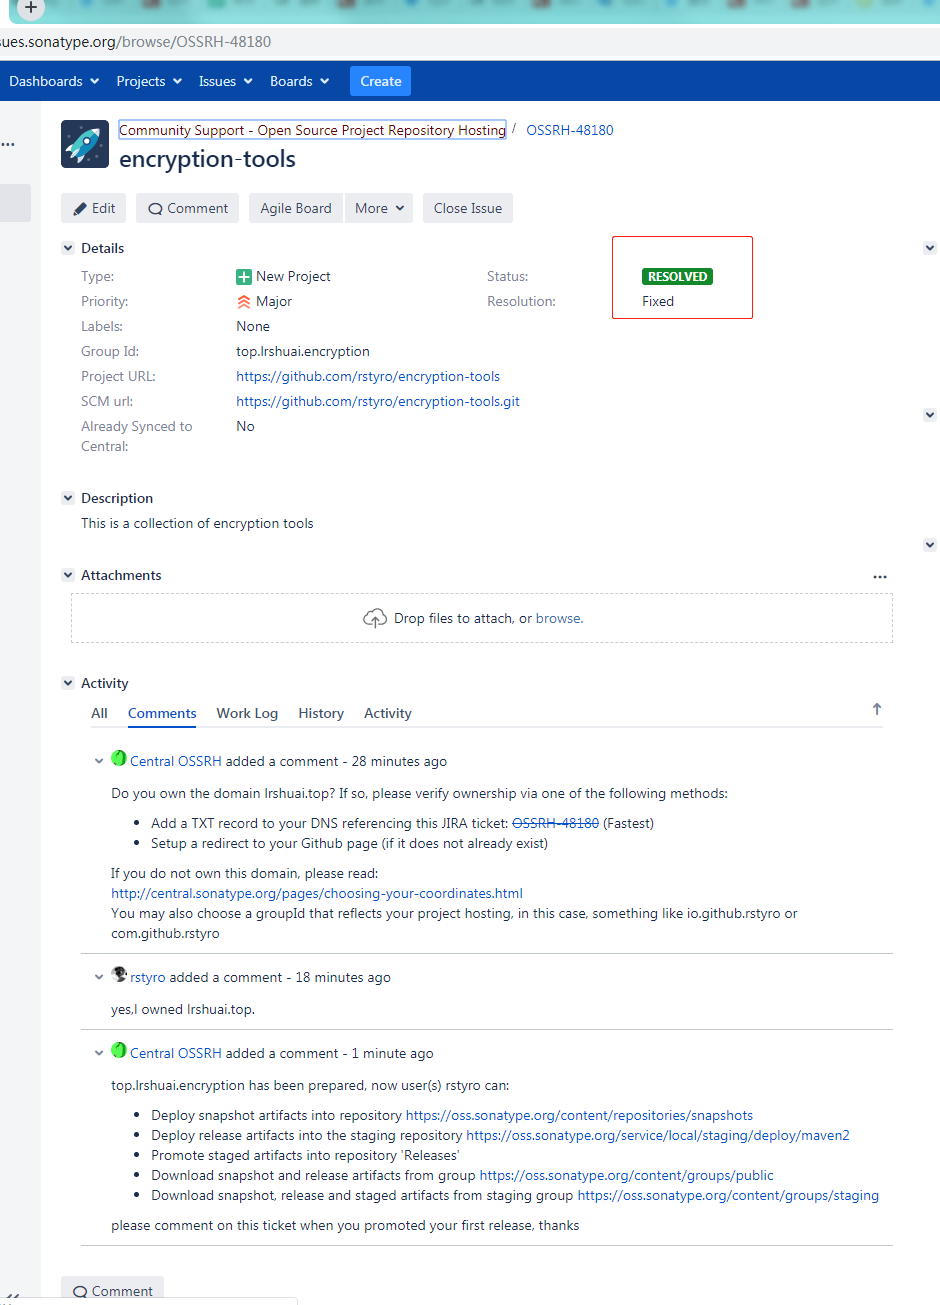 sues.sonatype.org/browse/OSSRH-48180
Dashboards Projects Issues Boards Create
Community Support - Open Source Project Repository Hosting / OSSRH-48180
encryption-tools
Edit Comment Agile Board More Close Issue
Details
Type: New Project Status: RESOLVED
Priority: Major Resolution: Fixed
Labels: None
Group Id: top.lrshuai.encryption
Project URL: https://github.com/rstyro/encryption-tools
SCM url: https://github.com/rstyro/encryption-tools.git
Already Synced to No
Central:
Description
This is a collection of encryption tools
Attachments
Drop files to attach, or browse.
Activity
All Comments Work Log History Activity
Central OSSRH added a comment - 28 minutes ago
Do you own the domain lrshuai.top? If so, please verify ownership via one of the following methods:
• Add a TXT record to your DNS referencing this JIRA ticket: OSSRH-48180 (Fastest)
• Setup a redirect to your Github page (if it does not already exist)
If you do not own this domain, please read:
http://central.sonatype.org/pages/choosing-your-coordinates.html
You may also choose a groupId that reflects your project hosting, in this case, something like io.github.rstyro or
com.github.rstyro
rstyro added a comment - 18 minutes ago
yes,I owned lrshuai.top.
Central OSSRH added a comment - 1 minute ago
top.lrshuai.encryption has been prepared, now user(s) rstyro can:
• Deploy snapshot artifacts into repository https://oss.sonatype.org/content/repositories/snapshots
• Deploy release artifacts into the staging repository https://oss.sonatype.org/service/local/staging/deploy/maven2
• Promote staged artifacts into repository 'Releases'
• Download snapshot and release artifacts from group https://oss.sonatype.org/content/groups/public
• Download snapshot, release and staged artifacts from staging group https://oss.sonatype.org/content/groups/staging
please comment on this ticket when you promoted your first release, thanks
Comment